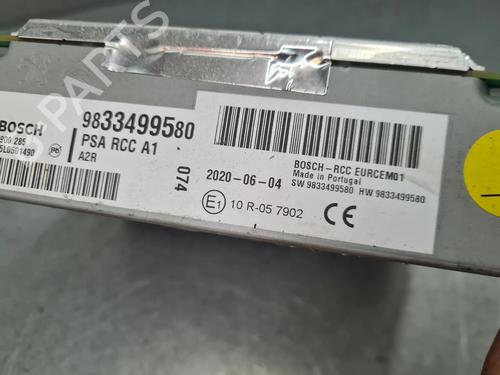 BOSCH
9833499580
PSA RCC A1
A2R
074
2020-06-04
E1 10 R-05 7902
BOSCH-RCC EURCEM01
Made in Portugal
SW 9833499580 HW 9833499580
CE
PARTS